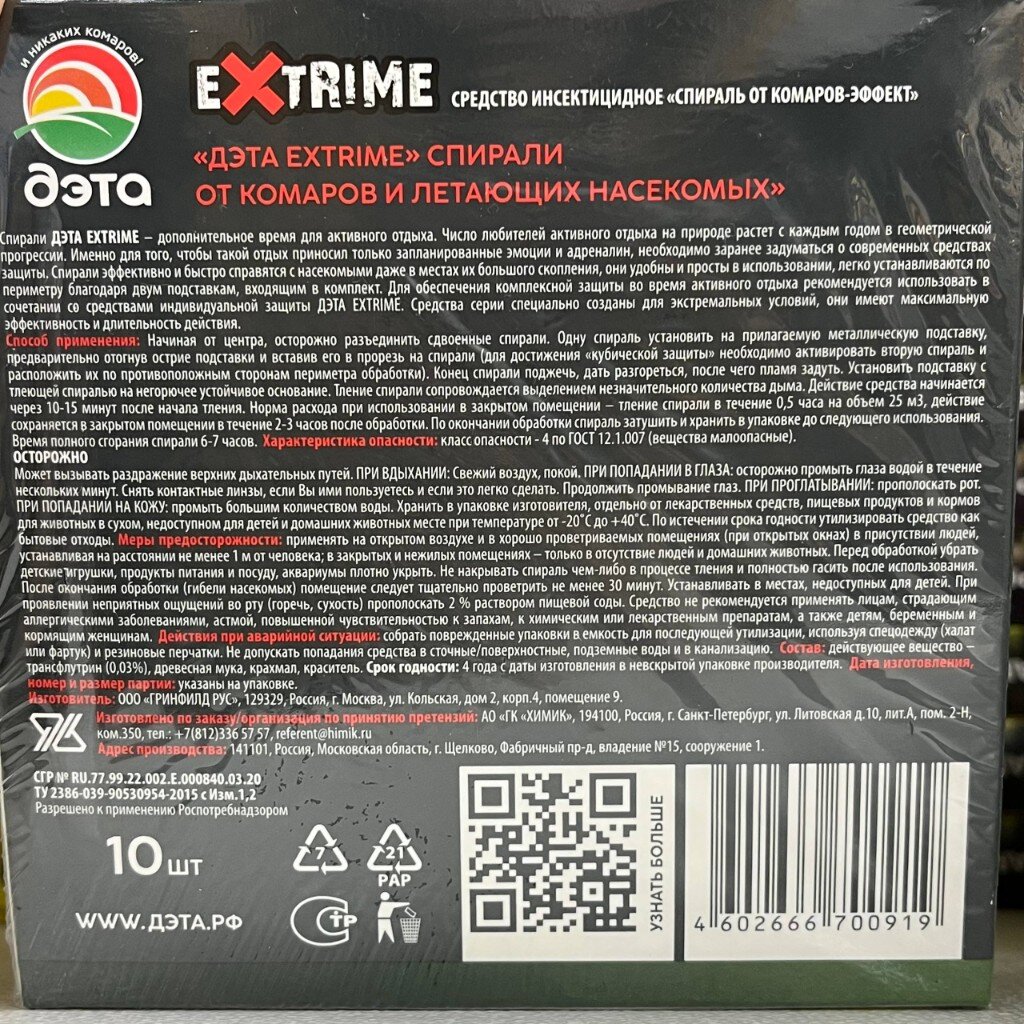 и никаких комаров!
дэта
EXTRIME СРЕДСТВО ИНСЕКТИЦИДНОЕ «СПИРАЛЬ ОТ КОМАРОВ-ЭФФЕКТ»
«ДЭТА EXTRIME» СПИРАЛИ
ОТ КОМАРОВ И ЛЕТАЮЩИХ НАСЕКОМЫХ»
Спирали ДЭТА EXTRIME – дополнительное время для активного отдыха. Число любителей активного отдыха на природе растет с каждым годом в геометрической
прогрессии. Именно для того, чтобы такой отдых приносил только запланированные эмоции и адреналин, необходимо заранее задуматься о современных средствах
защиты. Спирали эффективно и быстро справятся с насекомыми даже в местах их большого скопления, они удобны и просты в использовании, легко устанавливаются по
периметру благодаря двум подставкам, входящим в комплект. Для обеспечения комплексной защиты во время активного отдыха рекомендуется использовать в
сочетании со средствами индивидуальной защиты ДЭТА EXTRIME. Средства серии специально созданы для экстремальных условий, они имеют максимальную
эффективность и длительность действия.
Способ применения: Начиная от центра, осторожно разъединить сдвоенные спирали. Одну спираль установить на прилагаемую металлическую подставку,
предварительно отогнув острие подставки и вставив его в прорезь на спирали (для достижения «кубической защиты» необходимо активировать вторую спираль и
расположить их по противоположным сторонам периметра обработки). Конец спирали поджечь, дать разгореться, после чего пламя задуть. Установить подставку с
тлеющей спиралью на негорючее устойчивое основание. Тление спирали сопровождается выделением незначительного количества дыма. Действие средства начинается
через 10-15 минут после начала тления. Норма расхода при использовании в закрытом помещении – тление спирали в течение 0,5 часа на объем 25 м3, действие
сохраняется в закрытом помещении в течение 2-3 часов после обработки. По окончании обработки спираль затушить и хранить в упаковке до следующего использования.
Время полного сгорания спирали 6-7 часов. Характеристика опасности: класс опасности - 4 по ГОСТ 12.1.007 (вещества малоопасные).
ОСТОРОЖНО
Может вызывать раздражение верхних дыхательных путей. ПРИ ВДЫХАНИИ: Свежий воздух, покой. ПРИ ПОПАДАНИИ В ГЛАЗА: осторожно промыть глаза водой в течение
нескольких минут. Снять контактные линзы, если Вы ими пользуетесь и если это легко сделать. Продолжить промывание глаз. ПРИ ПРОГЛАТЫВАНИИ: прополоскать рот.
ПРИ ПОПАДАНИИ НА КОЖУ: промыть большим количеством воды. Хранить в упаковке изготовителя, отдельно от лекарственных средств, пищевых продуктов и кормов
для животных в сухом, недоступном для детей и домашних животных месте при температуре от -20˚С до +40˚С. По истечении срока годности утилизировать средство как
бытовые отходы. Меры предосторожности: применять на открытом воздухе и в хорошо проветриваемых помещениях (при открытых окнах) в присутствии людей,
устанавливая на расстоянии не менее 1 м от человека; в закрытых и нежилых помещениях – только в отсутствие людей и домашних животных. Перед обработкой убрать
детские игрушки, продукты питания и посуду, аквариумы плотно укрыть. Не накрывать спираль чем-либо в процессе тления и полностью гасить после использования.
После окончания обработки (гибели насекомых) помещение следует тщательно проветрить не менее 30 минут. Устанавливать в местах, недоступных для детей. При
проявлении неприятных ощущений во рту (горечь, сухость) прополоскать 2 % раствором пищевой соды. Средство не рекомендуется применять лицам, страдающим
аллергическими заболеваниями, астмой, повышенной чувствительностью к запахам, к химическим или лекарственным препаратам, а также детям, беременным и
кормящим женщинам. Действия при аварийной ситуации: собрать поврежденные упаковки в емкость для последующей утилизации, используя спецодежду (халат
или фартук) и резиновые перчатки. Не допускать попадания средства в сточные/поверхностные, подземные воды и в канализацию. Состав: действующее вещество –
трансфлутрин (0,03%), древесная мука, крахмал, краситель. Срок годности: 4 года с даты изготовления в невскрытой упаковке производителя. Дата изготовления,
номер и размер партии: указаны на упаковке.
Изготовитель: ООО «ГРИНФИЛД РУС», 129329, Россия, г. Москва, ул. Кольская, дом 2, корп.4, помещение 9.
Изготовлено по заказу/организация по принятию претензий: АО «ГК «ХИМИК», 194100, Россия, г. Санкт-Петербург, ул. Литовская д.10, лит.А, пом. 2-Н,
ком.350, тел.: +7(812)336 57 57, referent@himik.ru
Адрес производства: 141101, Россия, Московская область, г. Щелково, Фабричный пр-д, владение №15, сооружение 1.
СГР № RU.77.99.22.002.Е.000840.03.20
ТУ 2386-039-90530954-2015 с Изм.1,2
Разрешено к применению Роспотребнадзором
10 шт
7
21
PAP
СТР
WWW.ДЭТА.РФ
УЗНАТЬ БОЛЬШЕ
4 602666 700919